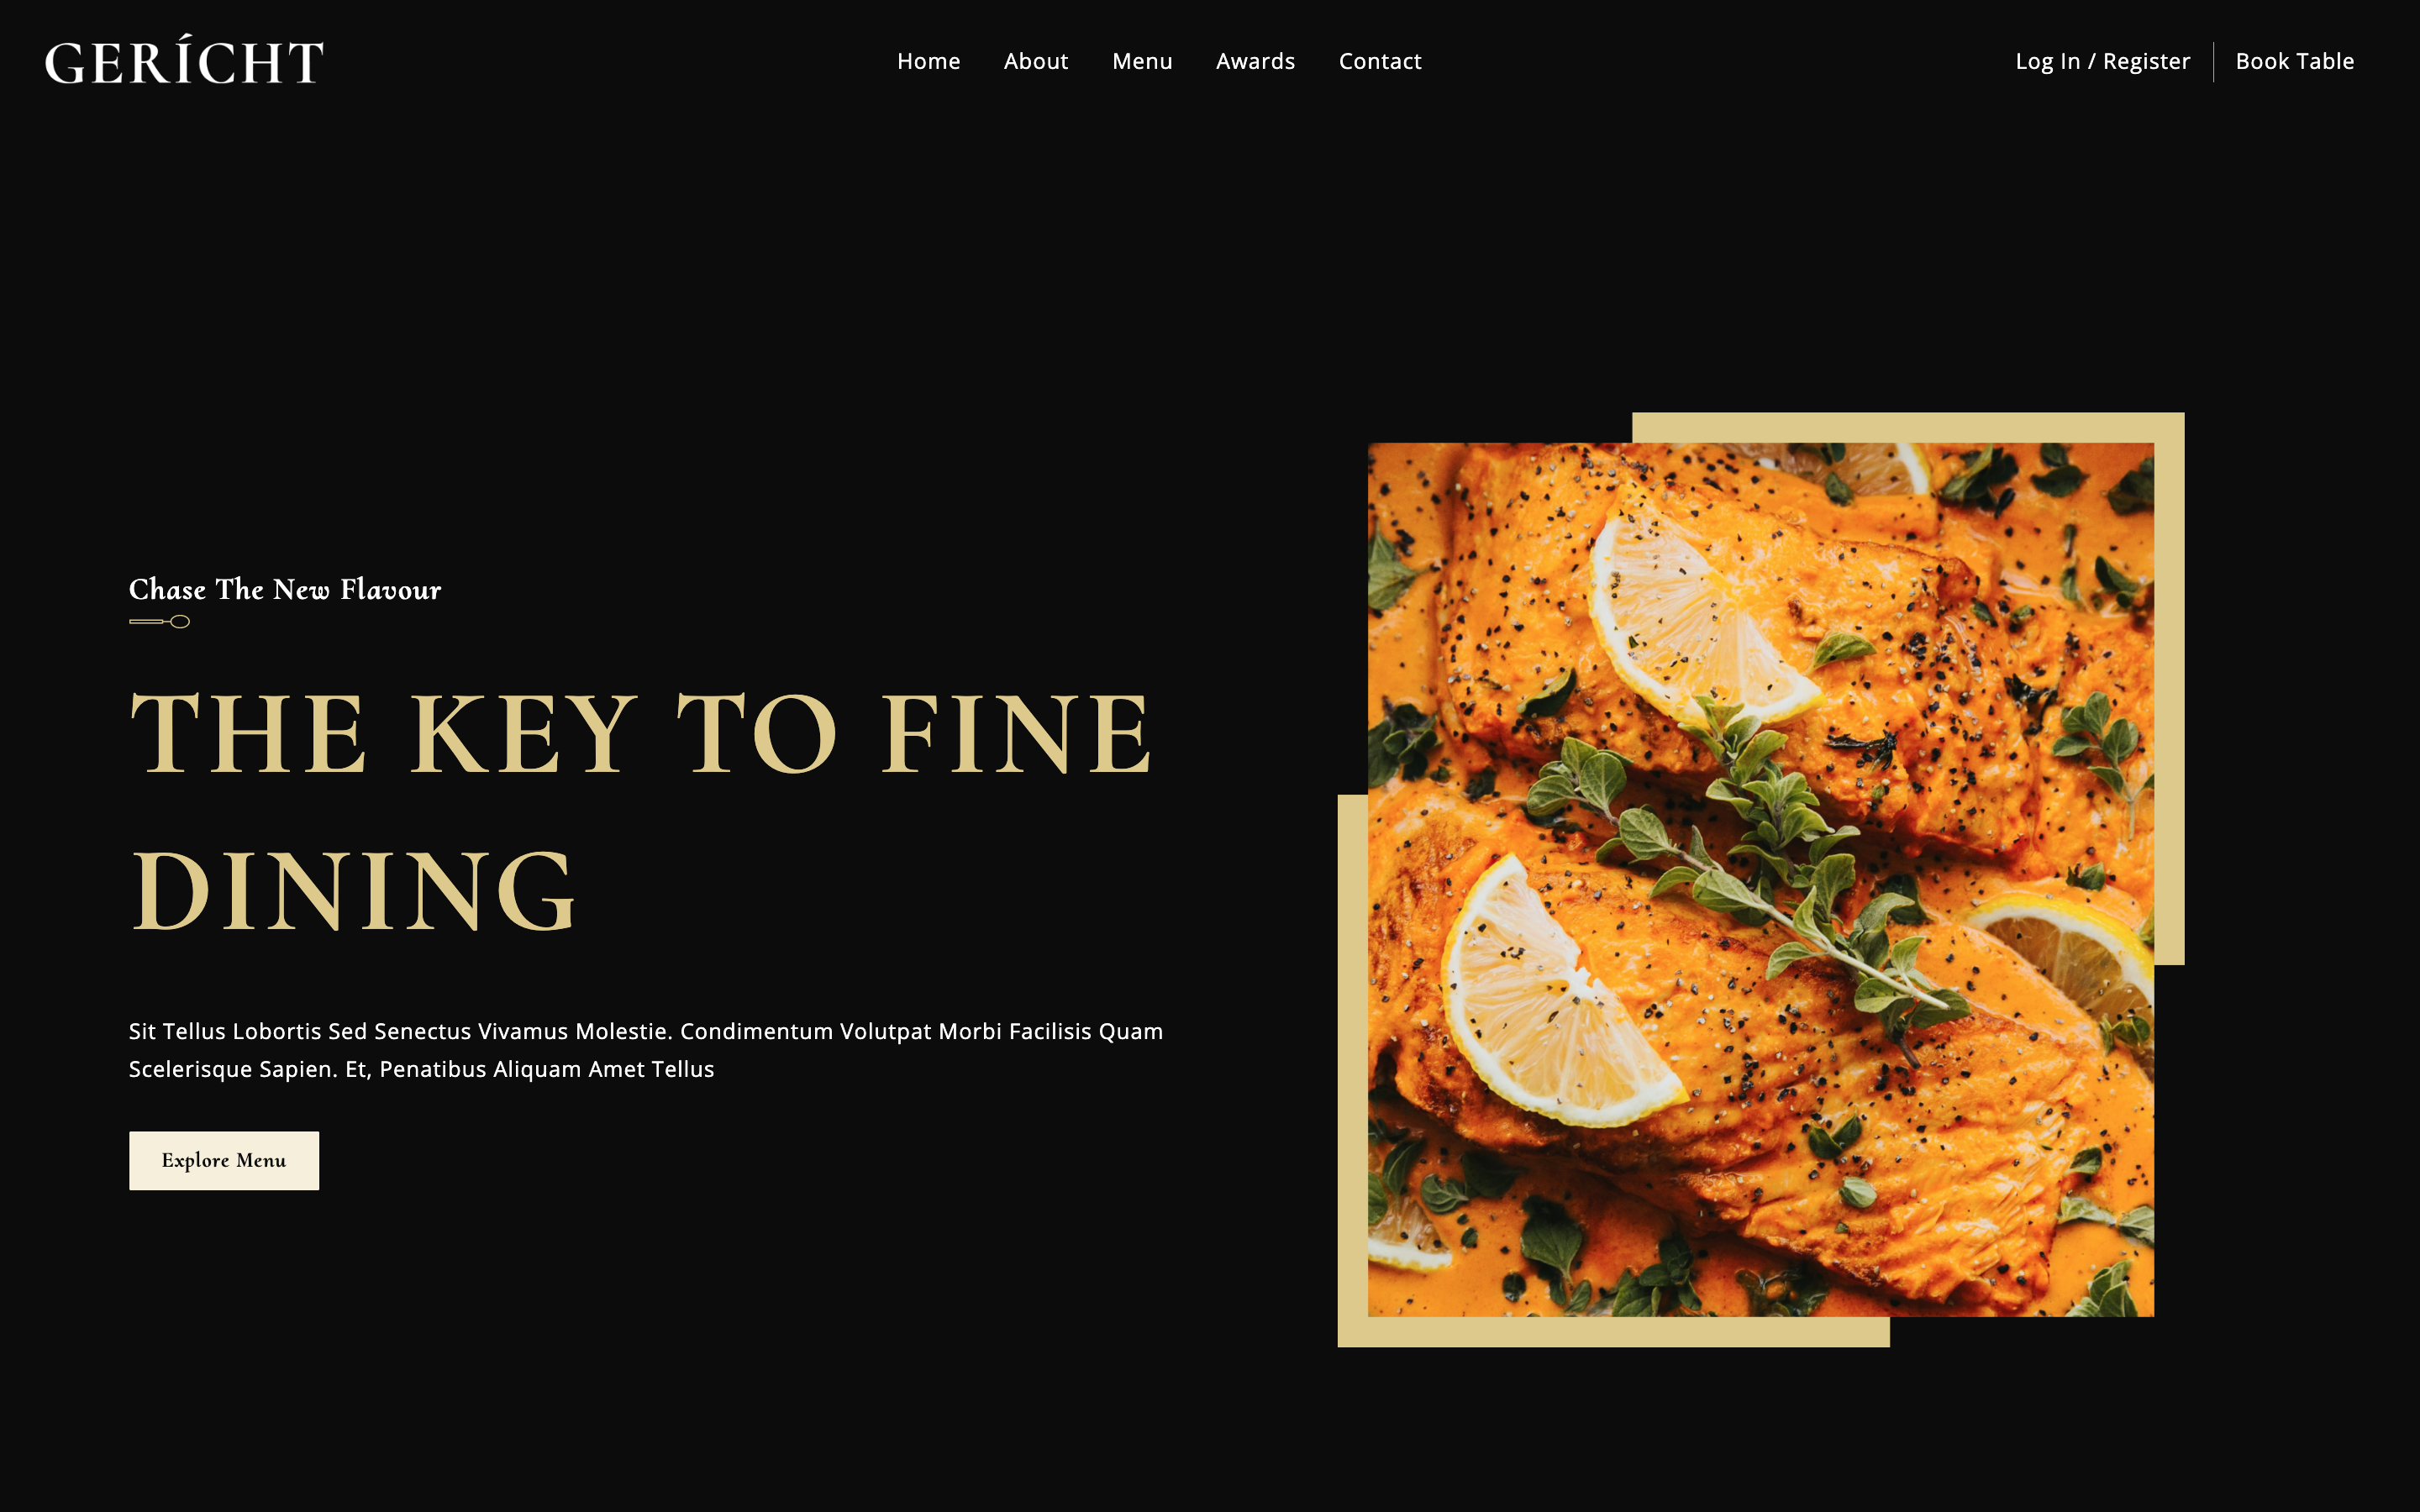 GERÍCHT
Home About Menu Awards Contact
Log In / Register Book Table
Chase The New Flavour
THE KEY TO FINE
DINING
Sit Tellus Lobortis Sed Senectus Vivamus Molestie. Condimentum Volutpat Morbi Facilisis Quam
Scelerisque Sapien. Et, Penatibus Aliquam Amet Tellus
Explore Menu